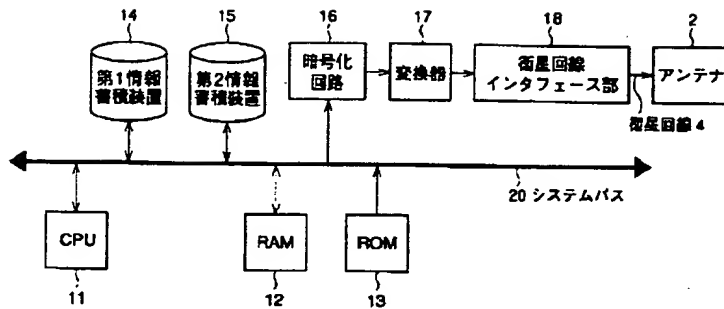 14
15
16
17
18
2
第1情報
蓄積装置
第2情報
蓄積装置
暗号化
回路
変換器
衛星回線
インタフェース部
アンテナ
衛星回線4
20 システムバス
CPU
RAM
ROM
11
12
13